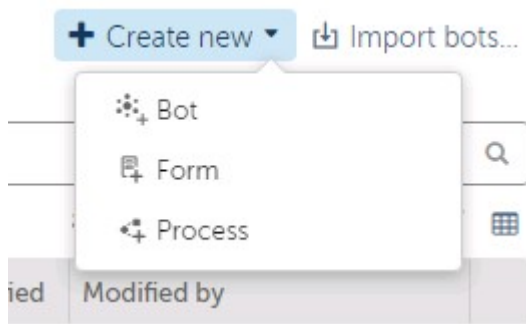 Create new
Import bots...
Bot
Form
Process
ied
Modified by